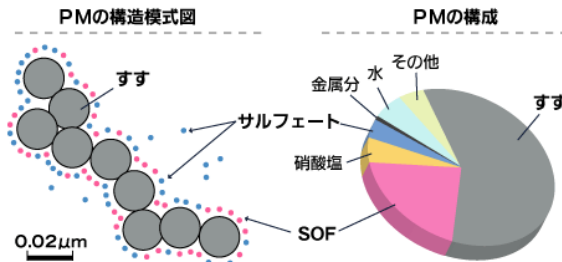 PMの構造模式図
PMの構成
すす
サルフェート
SOF
0.02μm
その他
水
金属分
硝酸塩
すす